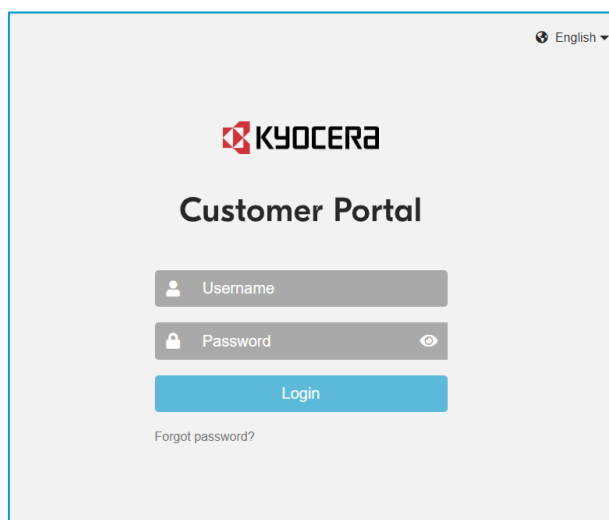 English
KYOCERA
Customer Portal
Username
Password
Login
Forgot password?